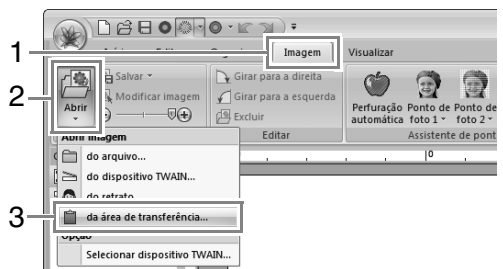 1
Imagem
Visualizar
2
Abrir
Salvar
Modificar imagem
Girar para a direita
Girar para a esquerda
Excluir
Editar
Perfuração automática
Ponto de foto 1
Ponto de foto 2
Assistente de pont
Abrir imagem
0
do arquivo...
do dispositivo TWAIN...
do retrato
3
da área de transferência...
Opção
Selecionar dispositivo TWAIN...